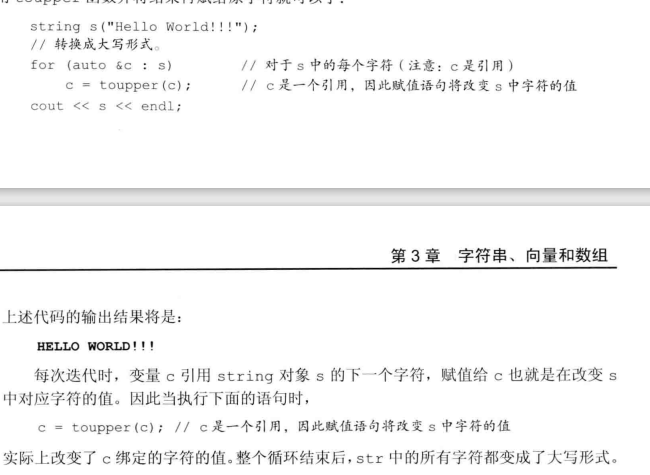 string s("Hello World!!!");
// 转换成大写形式。
for (auto &c : s) // 对于 s 中的每个字符(注意：c 是引用)
c = toupper(c); // c 是一个引用，因此赋值语句将改变 s 中字符的值
cout << s << endl;
第 3 章 字符串、向量和数组
上述代码的输出结果将是：
HELLO WORLD!!!
每次迭代时，变量 c 引用 string 对象 s 的下一个字符，赋值给 c 也就是在改变 s
中对应字符的值。因此当执行下面的语句时，
c = toupper(c); // c 是一个引用，因此赋值语句将改变 s 中字符的值
实际上改变了 c 绑定的字符的值。整个循环结束后，str 中的所有字符都变成了大写形式。